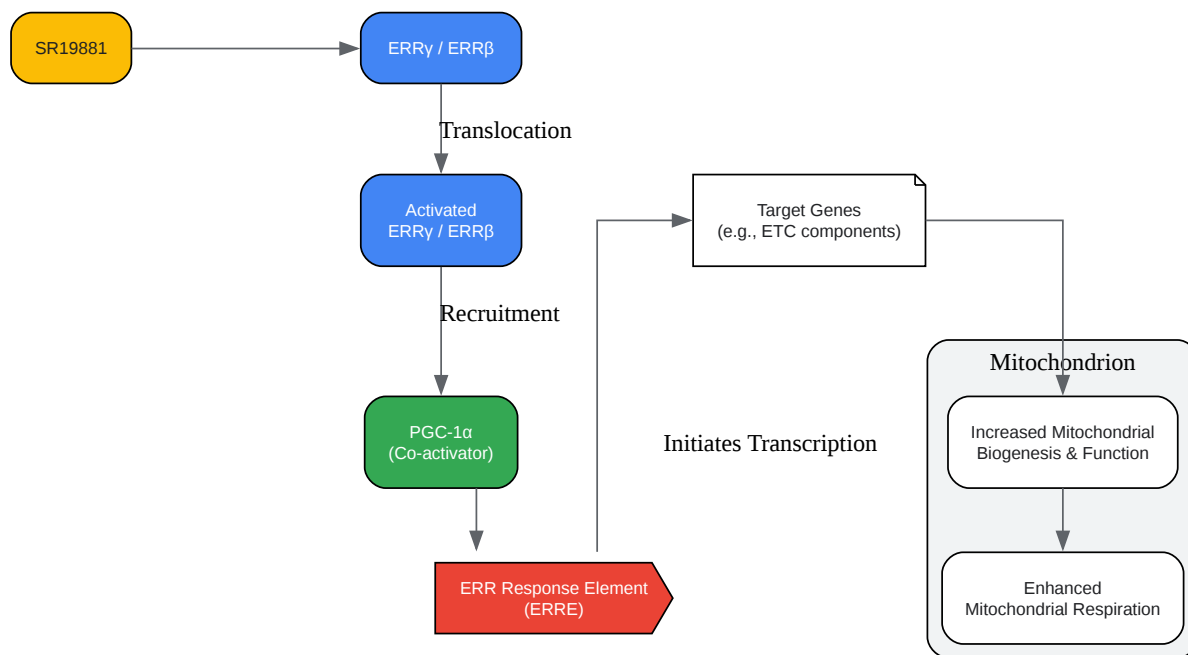 SR19881
ERRγ / ERRβ
Translocation
Activated
ERRγ / ERRβ
Recruitment
PGC-1α
(Co-activator)
ERR Response Element
(ERRE)
Initiates Transcription
Target Genes
(e.g., ETC components)
Mitochondrion
Increased Mitochondrial
Biogenesis & Function
Enhanced
Mitochondrial Respiration